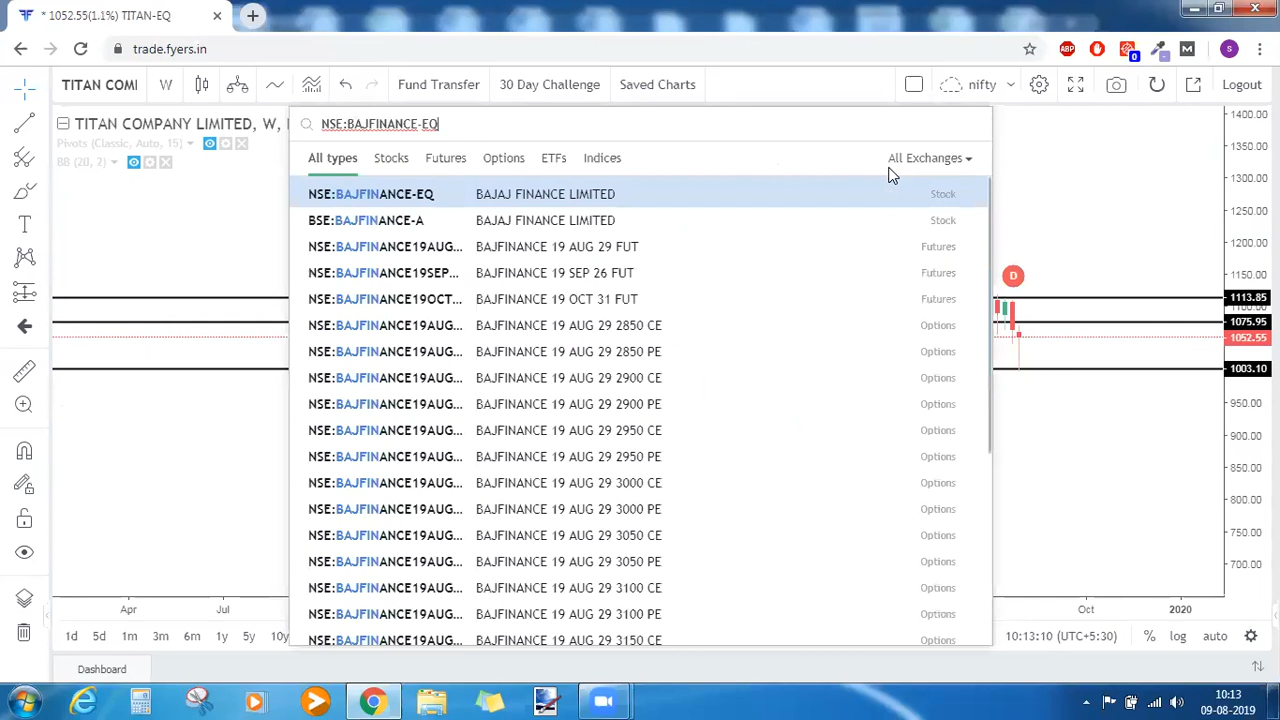 * 1052.55(1.1%) TITAN-EQ
trade.fyers.in
ABP
0
M
S
TITAN COMI
W
Fund Transfer
30 Day Challenge
Saved Charts
nifty
Logout
TITAN COMPANY LIMITED, W,
Pivots (Classic, Auto, 15)
BB (20, 2)
NSE:BAJFINANCE-EQ
All types Stocks Futures Options ETFs Indices All Exchanges
NSE:BAJFINANCE-EQ BAJAJ FINANCE LIMITED Stock
BSE:BAJFINANCE-A BAJAJ FINANCE LIMITED Stock
NSE:BAJFINANCE19AUG... BAJFINANCE 19 AUG 29 FUT Futures
NSE:BAJFINANCE19SEP... BAJFINANCE 19 SEP 26 FUT Futures
NSE:BAJFINANCE19OCT... BAJFINANCE 19 OCT 31 FUT Futures
NSE:BAJFINANCE19AUG... BAJFINANCE 19 AUG 29 2850 CE Options
NSE:BAJFINANCE19AUG... BAJFINANCE 19 AUG 29 2850 PE Options
NSE:BAJFINANCE19AUG... BAJFINANCE 19 AUG 29 2900 CE Options
NSE:BAJFINANCE19AUG... BAJFINANCE 19 AUG 29 2900 PE Options
NSE:BAJFINANCE19AUG... BAJFINANCE 19 AUG 29 2950 CE Options
NSE:BAJFINANCE19AUG... BAJFINANCE 19 AUG 29 2950 PE Options
NSE:BAJFINANCE19AUG... BAJFINANCE 19 AUG 29 3000 CE Options
NSE:BAJFINANCE19AUG... BAJFINANCE 19 AUG 29 3000 PE Options
NSE:BAJFINANCE19AUG... BAJFINANCE 19 AUG 29 3050 CE Options
NSE:BAJFINANCE19AUG... BAJFINANCE 19 AUG 29 3050 PE Options
NSE:BAJFINANCE19AUG... BAJFINANCE 19 AUG 29 3100 CE Options
NSE:BAJFINANCE19AUG... BAJFINANCE 19 AUG 29 3100 PE Options
NSE:BAJFINANCE19AUG... BAJFINANCE 19 AUG 29 3150 CE Options
D
1400.00
1350.00
1300.00
1250.00
1200.00
1150.00
1113.85
1075.95
1052.55
1003.10
950.00
900.00
850.00
800.00
750.00
700.00
Apr Jul Oct 2020
1d 5d 1m 3m 6m 1y 5y 10y
10:13:10 (UTC+5:30) % log auto
Dashboard
10:13
09-08-2019